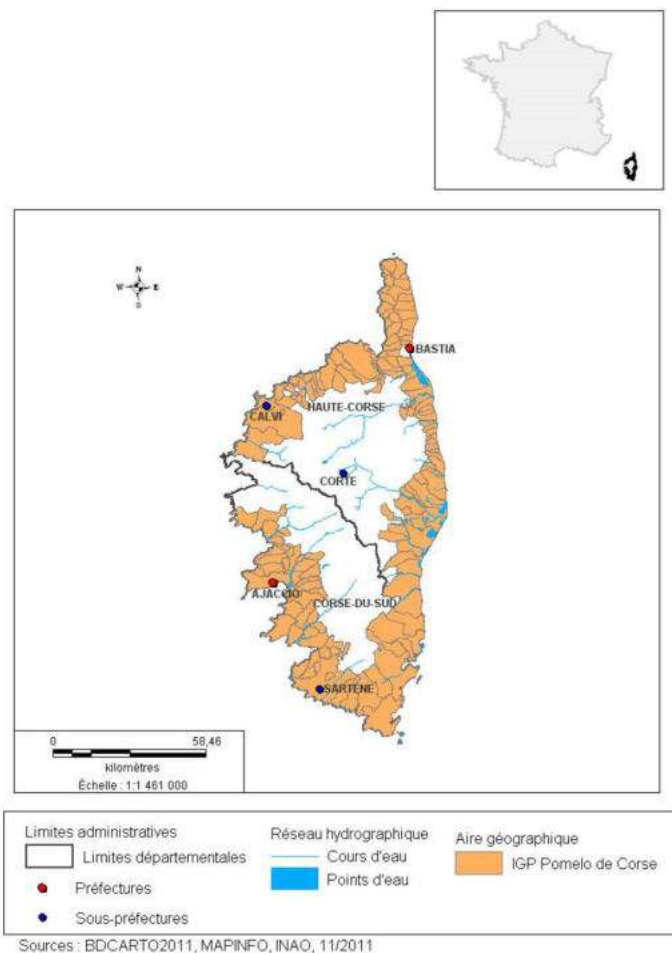 N
W E
S
BASTIA
HAUTE-CORSE
CALVI
CORTE
AJACCIO
CORSE-DU-SUD
SARTENE
0 58,46
kilomètres
Échelle : 1:1 461 000
Limites administratives
Limites départementales
Préfectures
Sous-préfectures
Réseau hydrographique
Cours d'eau
Points d'eau
Aire géographique
IGP Pomelo de Corse
Sources : BDCARTO2011, MAPINFO, INAO, 11/2011